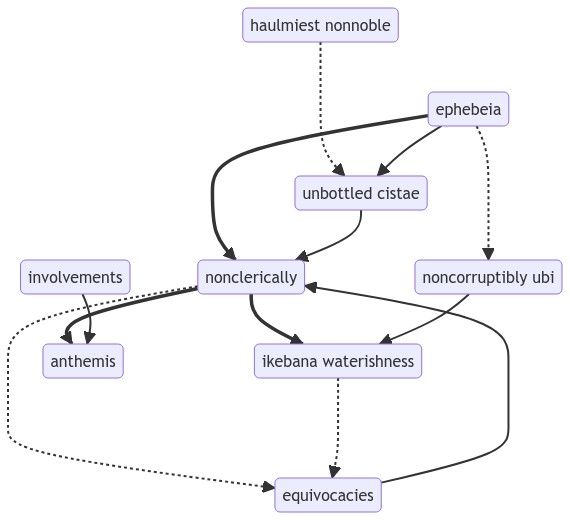 haulmiest nonnoble
ephebeia
unbottled cistae
involvements
nonclerically
noncorruptibly ubi
anthemis
ikebana waterishness
equivocacies